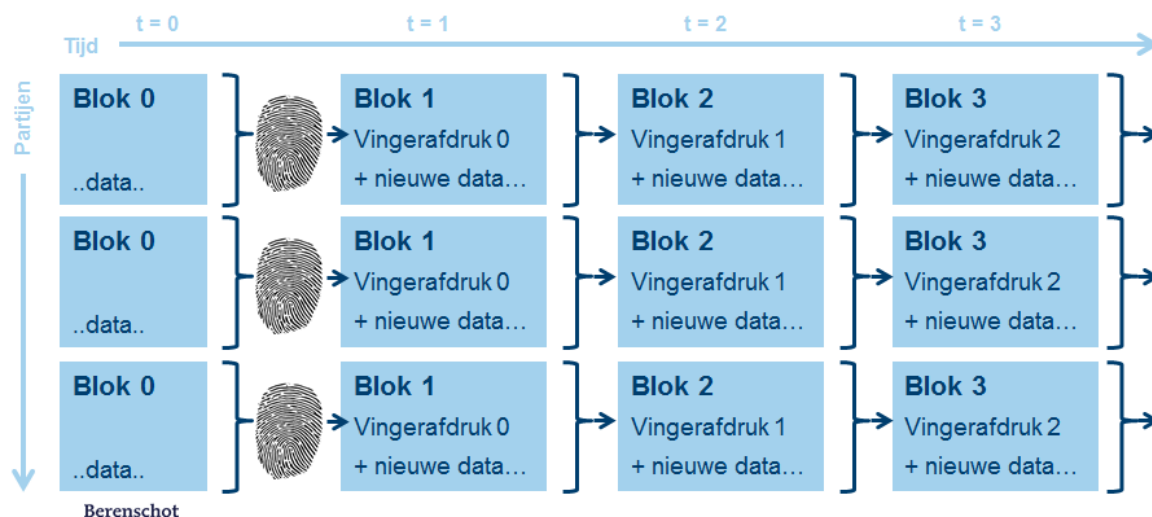 t = 0
t = 1
t = 2
t = 3
Tijd
Partijen
Blok 0
..data..
Blok 1
Vingerafdruk 0
+ nieuwe data…
Blok 2
Vingerafdruk 1
+ nieuwe data…
Blok 3
Vingerafdruk 2
+ nieuwe data…
Blok 0
..data..
Blok 1
Vingerafdruk 0
+ nieuwe data…
Blok 2
Vingerafdruk 1
+ nieuwe data…
Blok 3
Vingerafdruk 2
+ nieuwe data…
Blok 0
..data..
Blok 1
Vingerafdruk 0
+ nieuwe data…
Blok 2
Vingerafdruk 1
+ nieuwe data…
Blok 3
Vingerafdruk 2
+ nieuwe data…
Berenschot